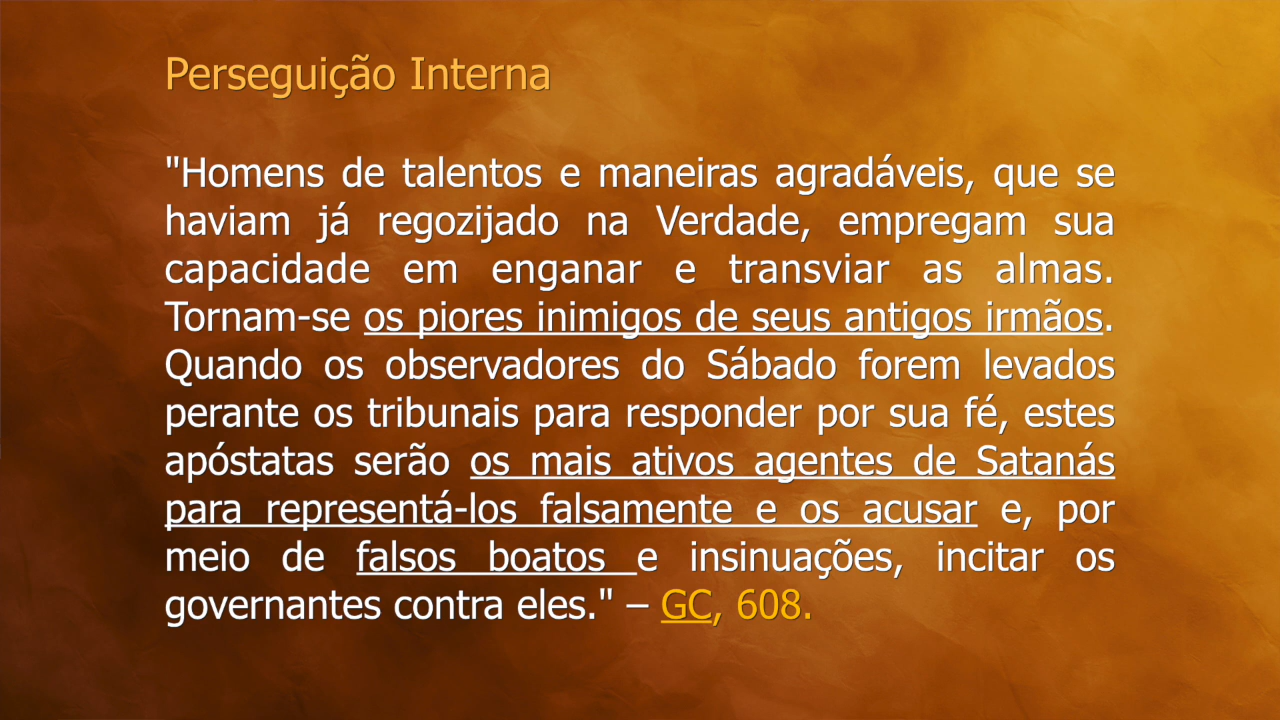 Perseguição Interna
"Homens de talentos e maneiras agradáveis, que se
haviam já regozijado na Verdade, empregam sua
capacidade em enganar e transviar as almas.
Tornam-se os piores inimigos de seus antigos irmãos.
Quando os observadores do Sábado forem levados
perante os tribunais para responder por sua fé, estes
apóstatas serão os mais ativos agentes de Satanás
para representá-los falsamente e os acusar e, por
meio de falsos boatos e insinuações, incitar os
governantes contra eles." – GC, 608.